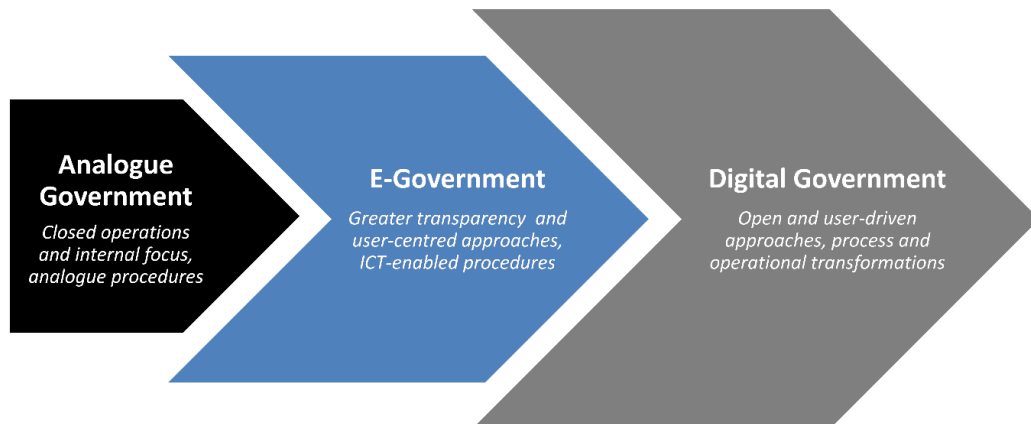 Analogue
Government
Closed operations
and internal focus,
analogue procedures
E-Government
Greater transparency and
user-centred approaches,
ICT-enabled procedures
Digital Government
Open and user-driven
approaches, process and
operational transformations